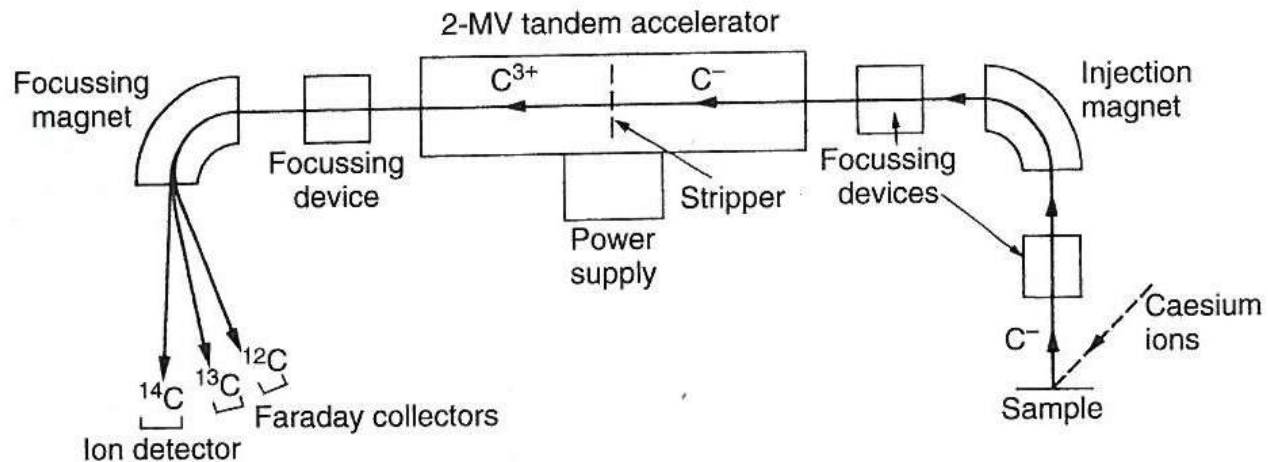 2-MV tandem accelerator
Focussing
magnet
C³⁺
C⁻
Injection
magnet
Focussing
device
Stripper
Focussing
devices
Power
supply
Caesium
ions
C⁻
¹²C
¹³C
¹⁴C
Faraday collectors
Sample
Ion detector